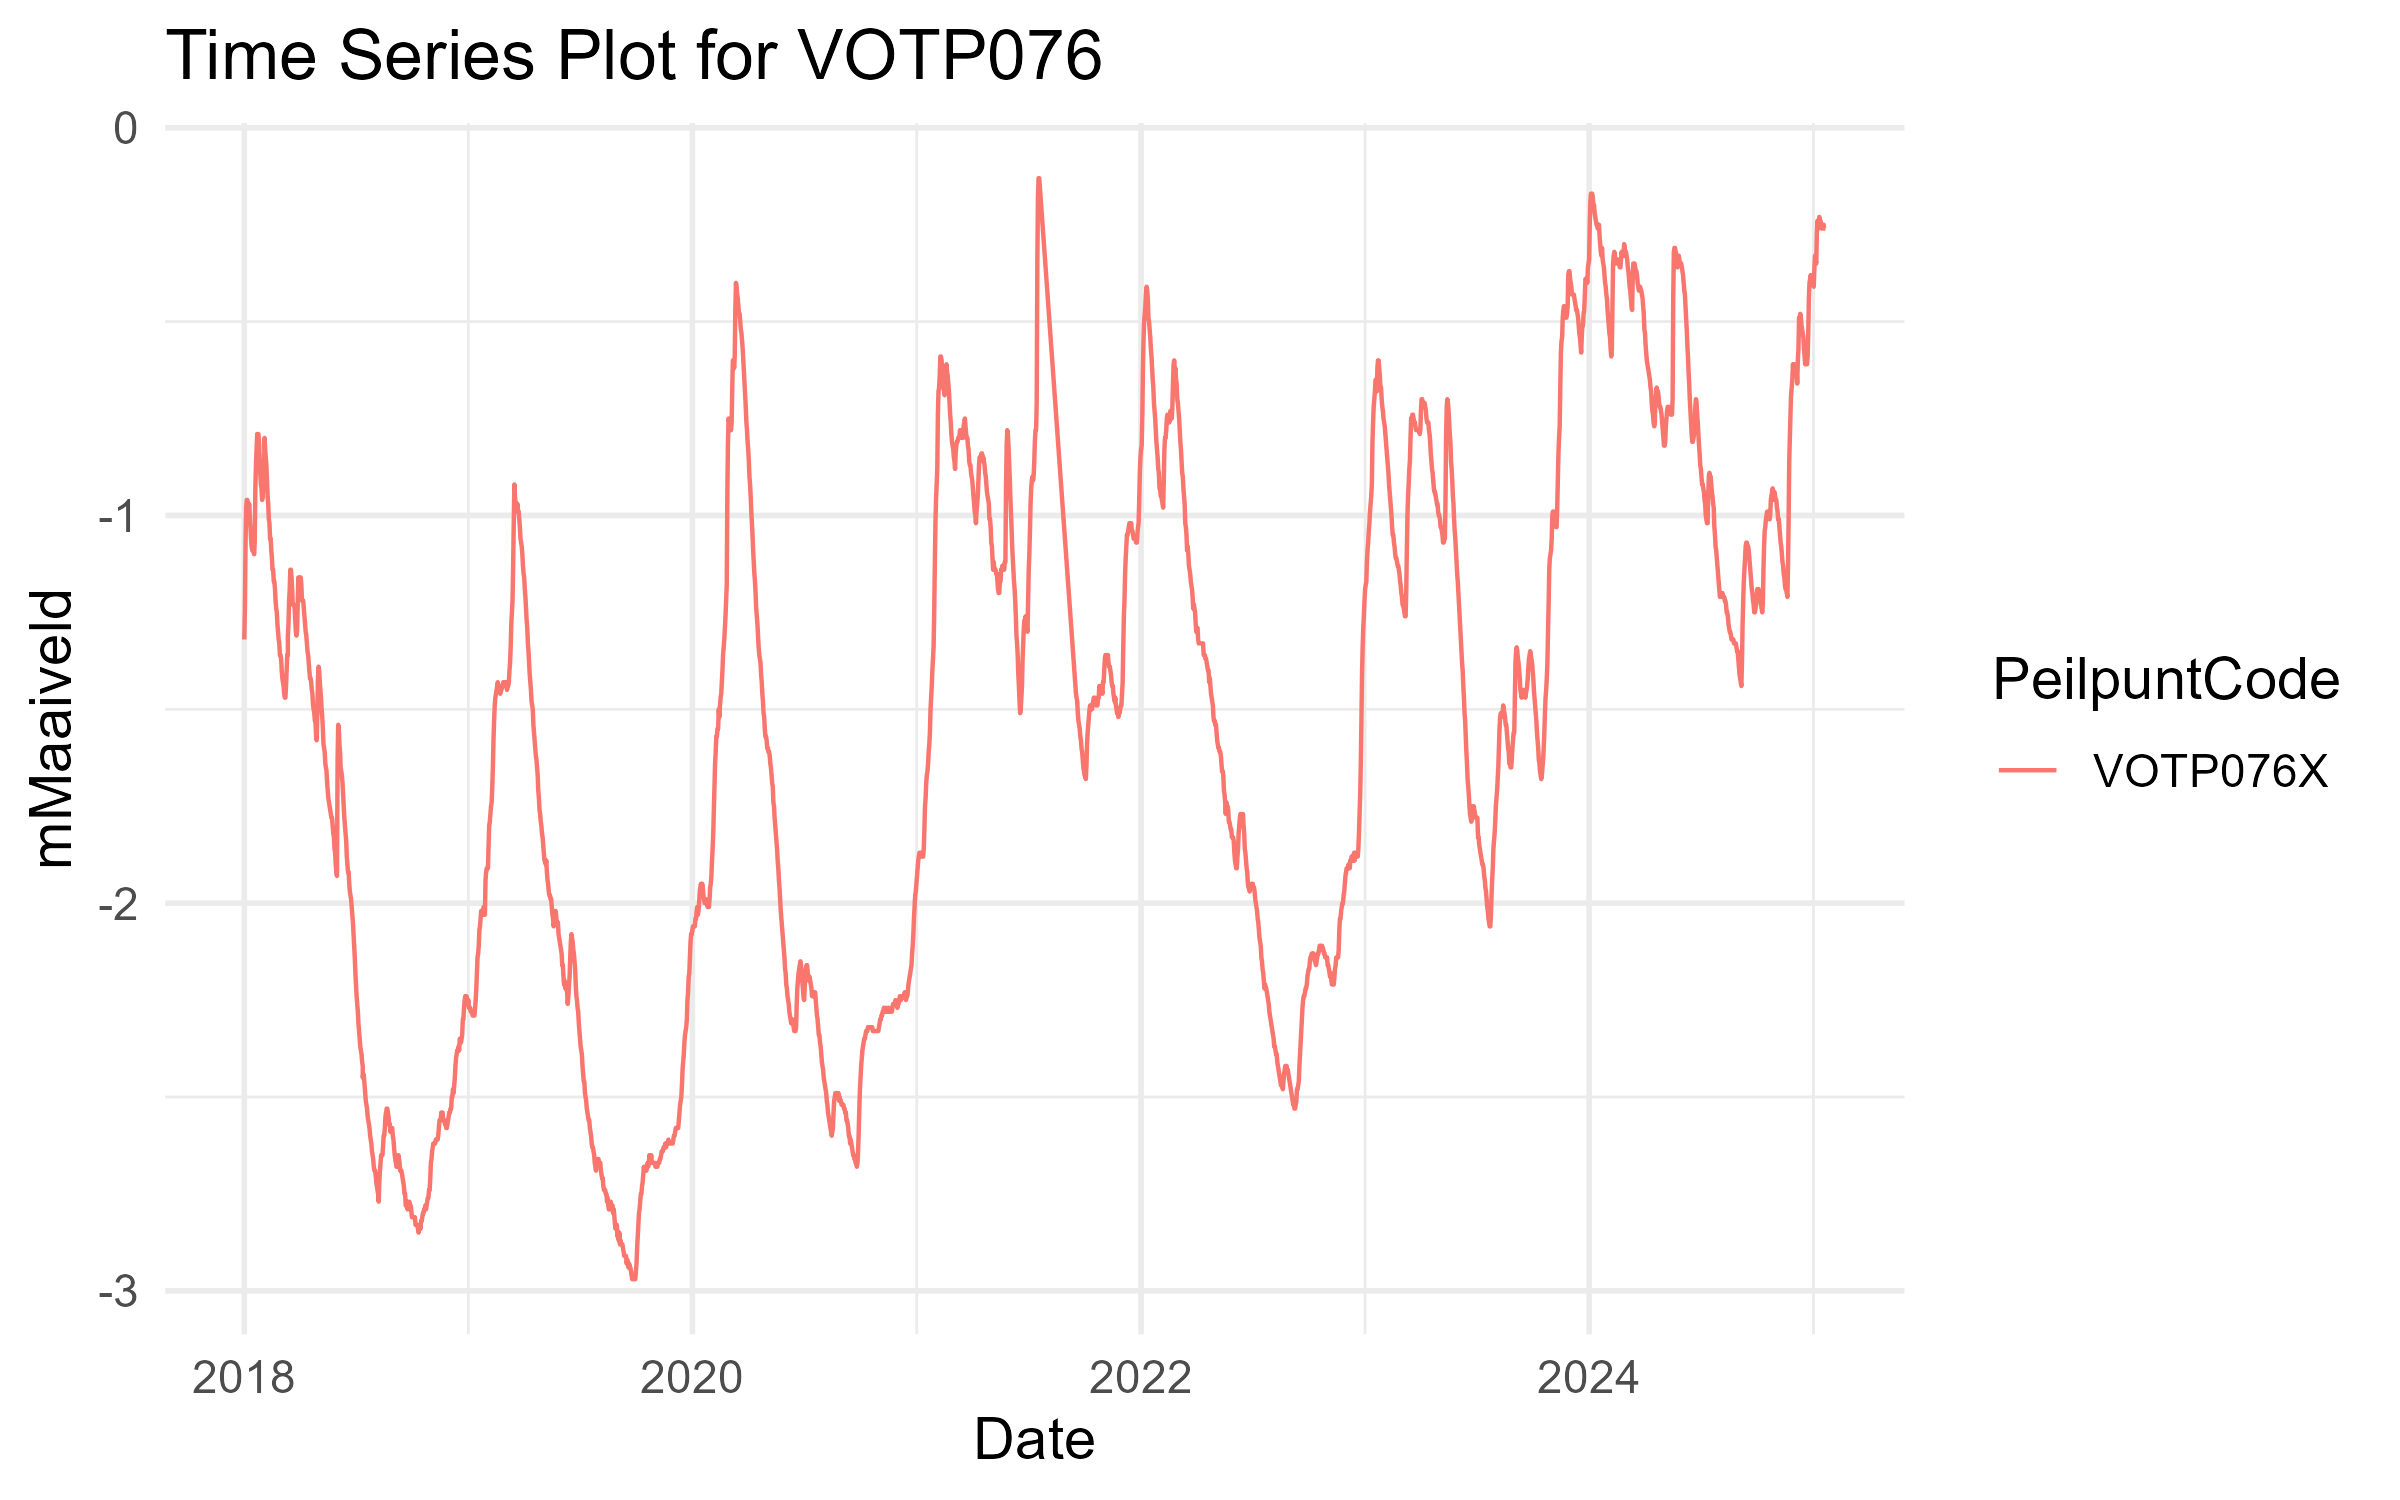 Time Series Plot for VOTP076
0
-1
-2
-3
mMaaiveld
2018
2020
2022
2024
Date
PeilpuntCode
VOTP076X